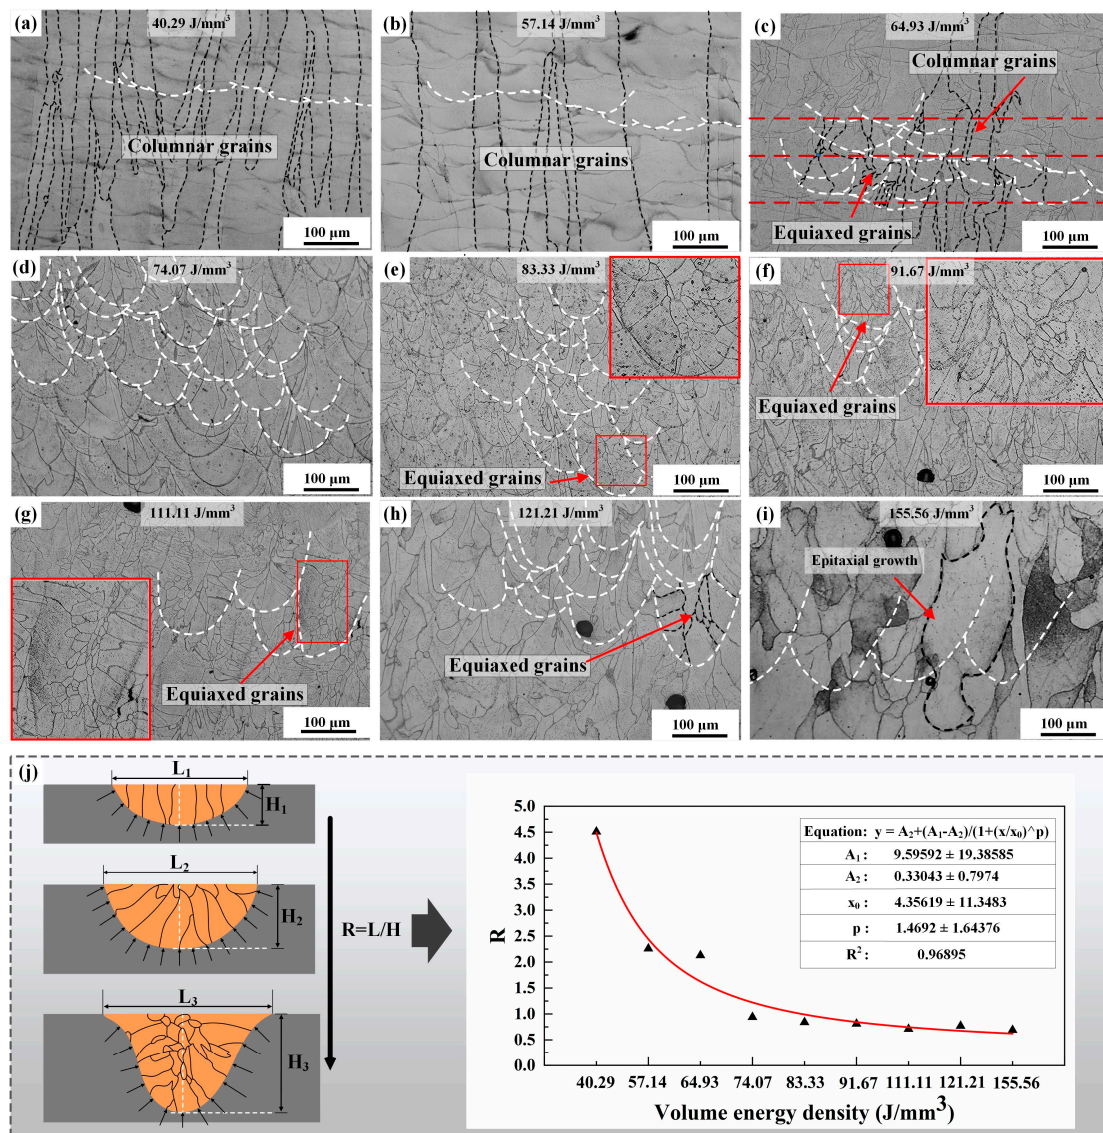 (a)
40.29 J/mm³
Columnar grains
100 μm
(b)
57.14 J/mm³
Columnar grains
100 μm
(c)
64.93 J/mm³
Columnar grains
Equiaxed grains
100 μm
(d)
74.07 J/mm³
100 μm
(e)
83.33 J/mm³
Equiaxed grains
100 μm
(f)
91.67 J/mm³
Equiaxed grains
100 μm
(g)
111.11 J/mm³
Equiaxed grains
100 μm
(h)
121.21 J/mm³
Equiaxed grains
100 μm
(i)
155.56 J/mm³
Epitaxial growth
100 μm
(j)
L₁
H₁
L₂
H₂
L₃
H₃
R=L/H
R
5.0
4.5
4.0
3.5
3.0
2.5
2.0
1.5
1.0
0.5
0.0
Equation: y = A₂+(A₁-A₂)/(1+(x/x₀)^p)
A₁ : 9.59592 ± 19.38585
A₂ : 0.33043 ± 0.7974
x₀ : 4.35619 ± 11.3483
p : 1.4692 ± 1.64376
R² : 0.96895
40.29 57.14 64.93 74.07 83.33 91.67 111.11 121.21 155.56
Volume energy density (J/mm³)